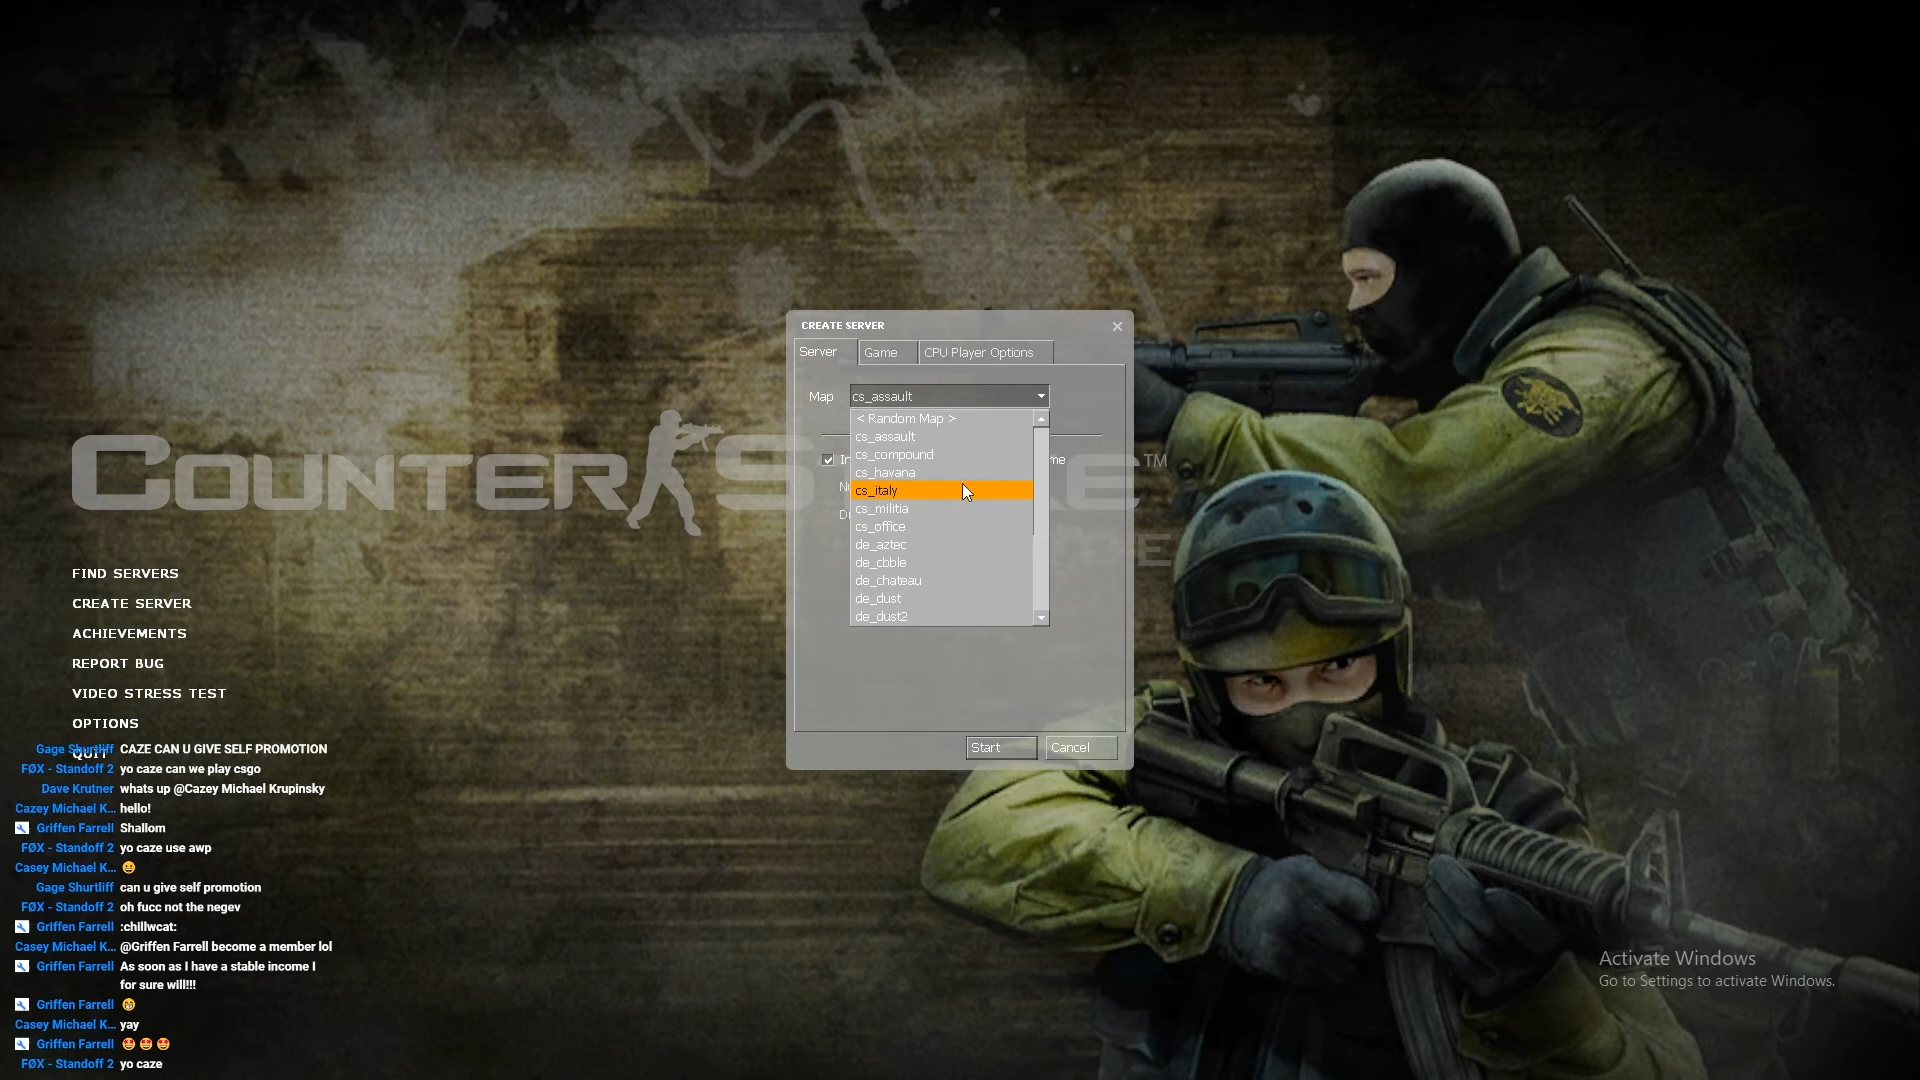 CREATE SERVER
Server
Game
CPU Player Options
Map
cs_assault
< Random Map >
cs_assault
cs_compound
cs_havana
cs_italy
cs_militia
cs_office
de_aztec
de_cbble
de_chateau
de_dust
de_dust2
Start
Cancel
COUNTER
TM
FIND SERVERS
CREATE SERVER
ACHIEVEMENTS
REPORT BUG
VIDEO STRESS TEST
OPTIONS
QUIT
Gage Shurtliff CAZE CAN U GIVE SELF PROMOTION
FØX - Standoff 2 yo caze can we play csgo
Dave Krutner whats up @Cazey Michael Krupinsky
Cazey Michael K... hello!
Griffen Farrell Shallom
FØX - Standoff 2 yo caze use awp
Casey Michael K... 😀
Gage Shurtliff can u give self promotion
FØX - Standoff 2 oh fucc not the negev
Griffen Farrell :chillwcat:
Casey Michael K... @Griffen Farrell become a member lol
Griffen Farrell As soon as I have a stable income I
for sure will!!!
Griffen Farrell 😁
Casey Michael K... yay
Griffen Farrell 🤩🤩🤩
FØX - Standoff 2 yo caze
Activate Windows
Go to Settings to activate Windows.